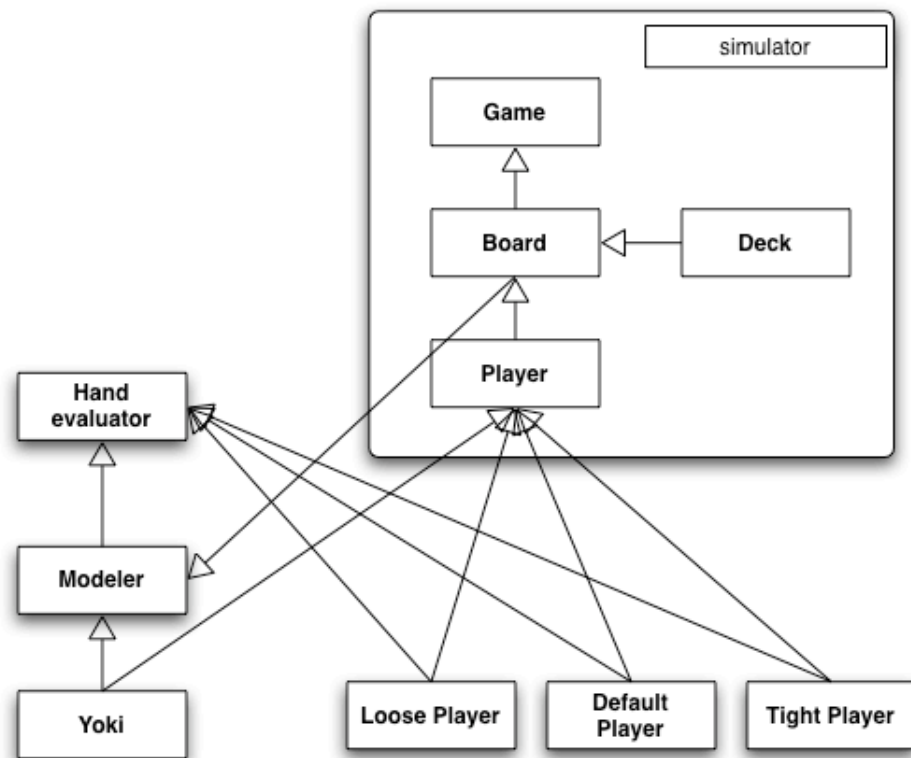 simulator
Game
Board
Deck
Player
Hand
evaluator
Modeler
Yoki
Loose Player
Default
Player
Tight Player